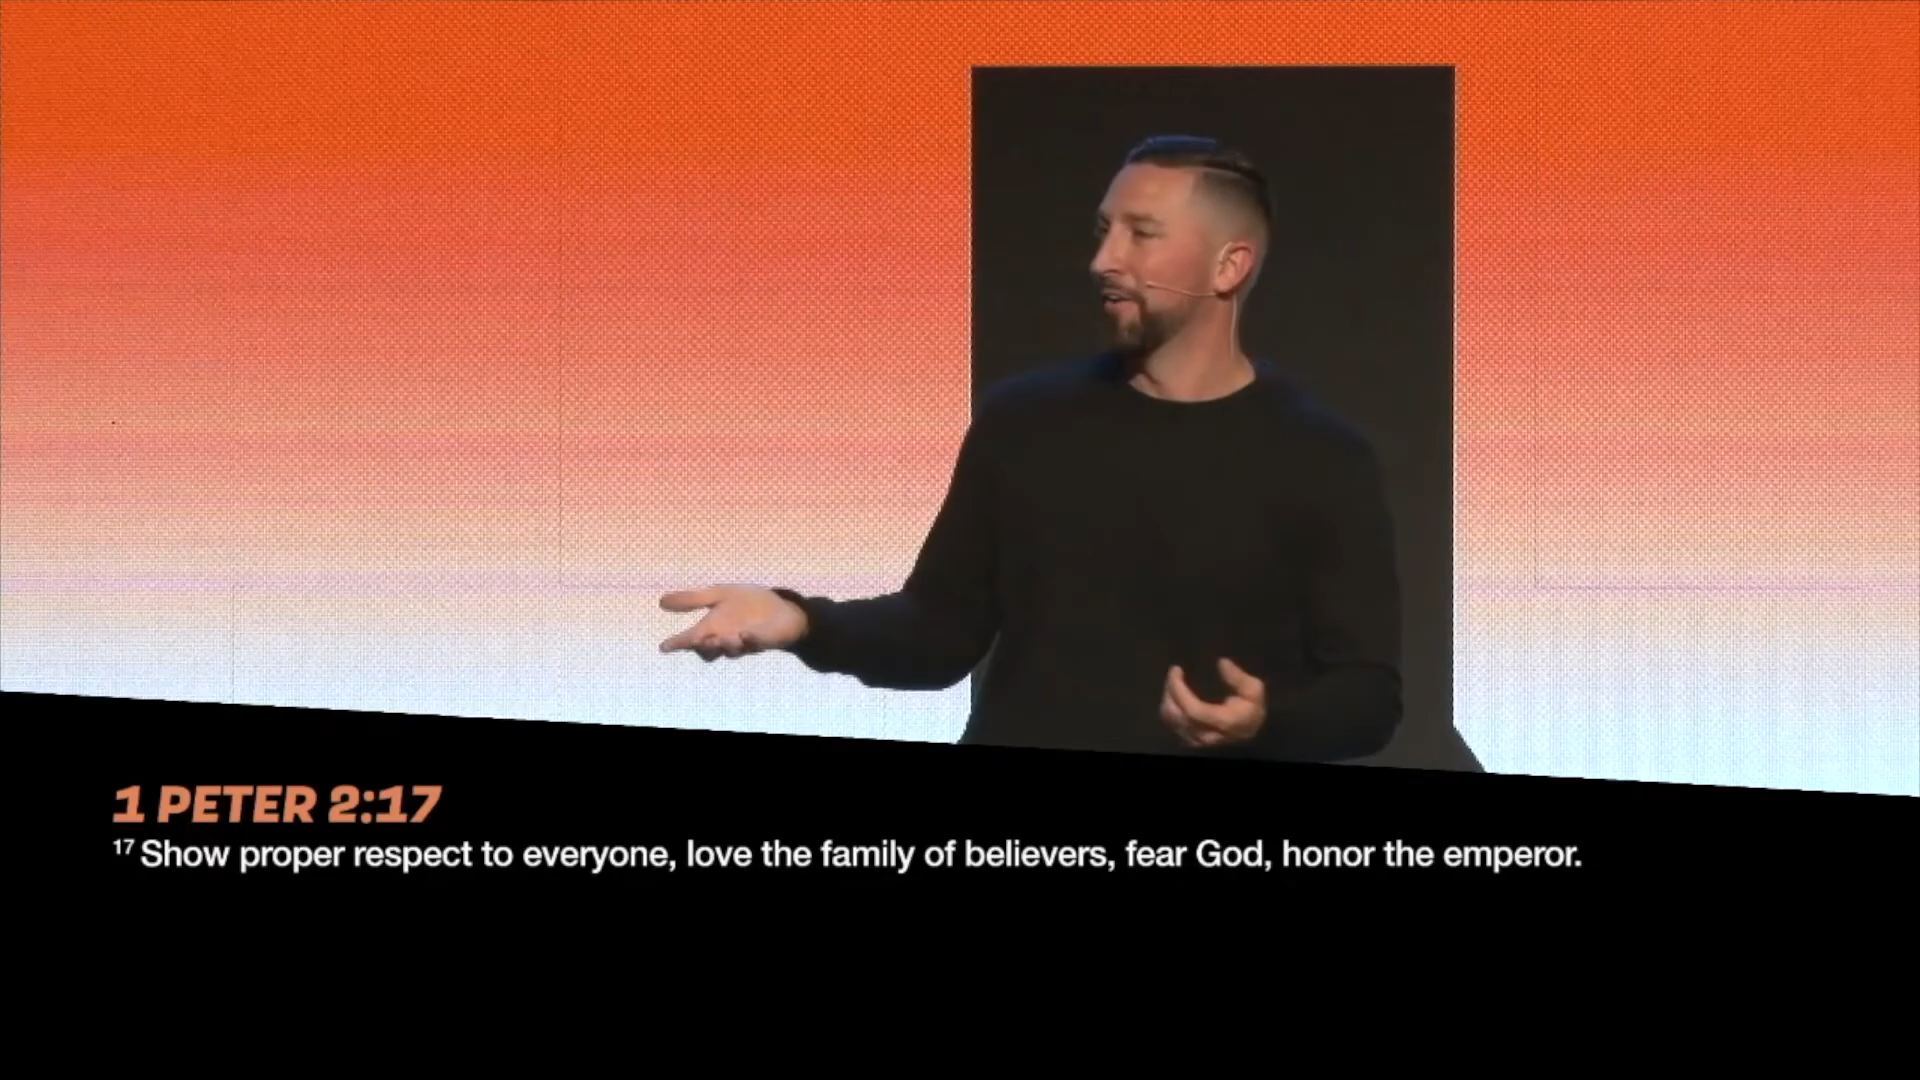 1 PETER 2:17
17 Show proper respect to everyone, love the family of believers, fear God, honor the emperor.